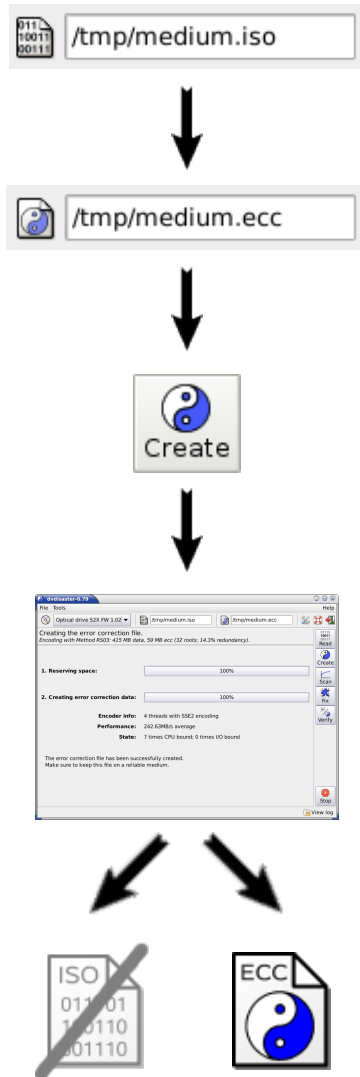 011
10011
00111
/tmp/medium.iso
/tmp/medium.ecc
Create
dvdisaster-0.79
File Tools Help
Optical drive 52X FW 1.02 /tmp/medium.iso /tmp/medium.ecc
Creating the error correction file.
Encoding with Method RS03: 415 MB data, 59 MB ecc (32 roots; 14.3% redundancy).
Read
Create
1. Reserving space: 100%
Scan
Fix
2. Creating error correction data: 100%
Verify
Encoder info: 4 threads with SSE2 encoding
Performance: 242.63MB/s average
State: 7 times CPU bound; 0 times I/O bound
The error correction file has been successfully created.
Make sure to keep this file on a reliable medium.
Stop
View log
ISO ECC
001110